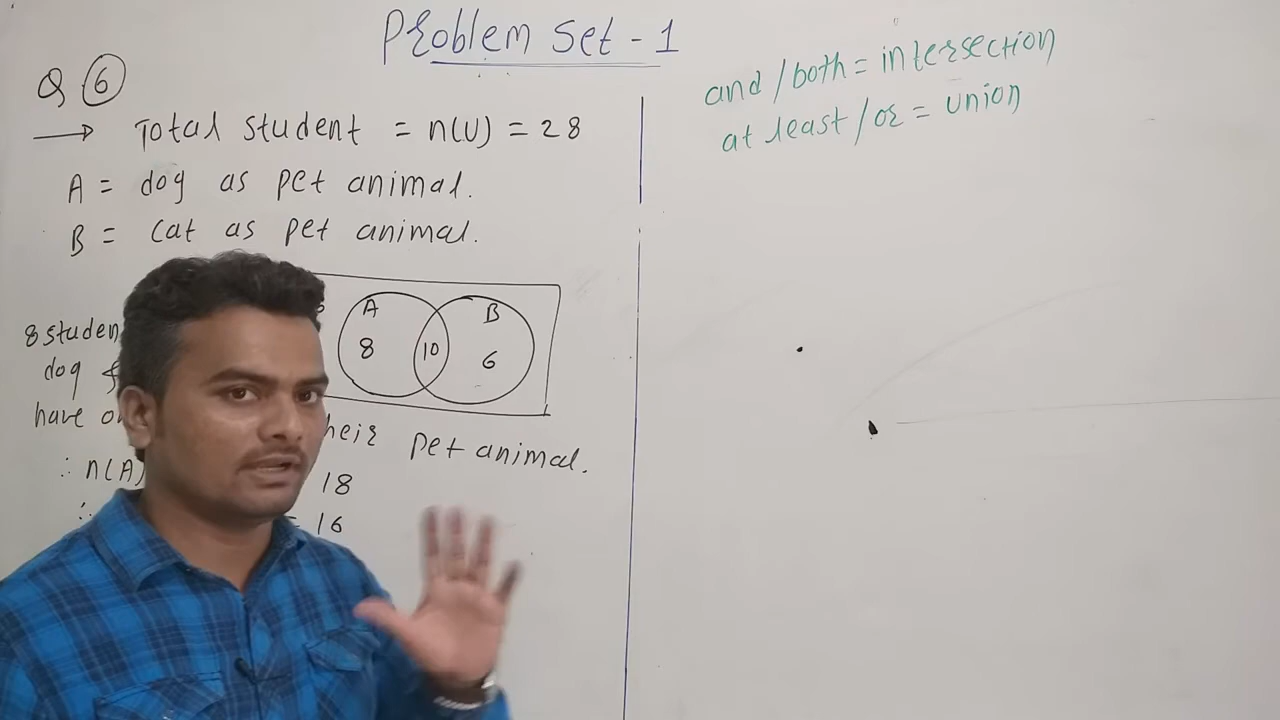 Problem Set - 1
Q 6
→ Total student = n(U) = 28
A = dog as pet animal.
B = Cat as pet animal.
A B
8 10 6
8 studen
dog
have
heir pet animal.
∴ n(A) 18
∴ = 16
and / both = intersection
at least / or = union